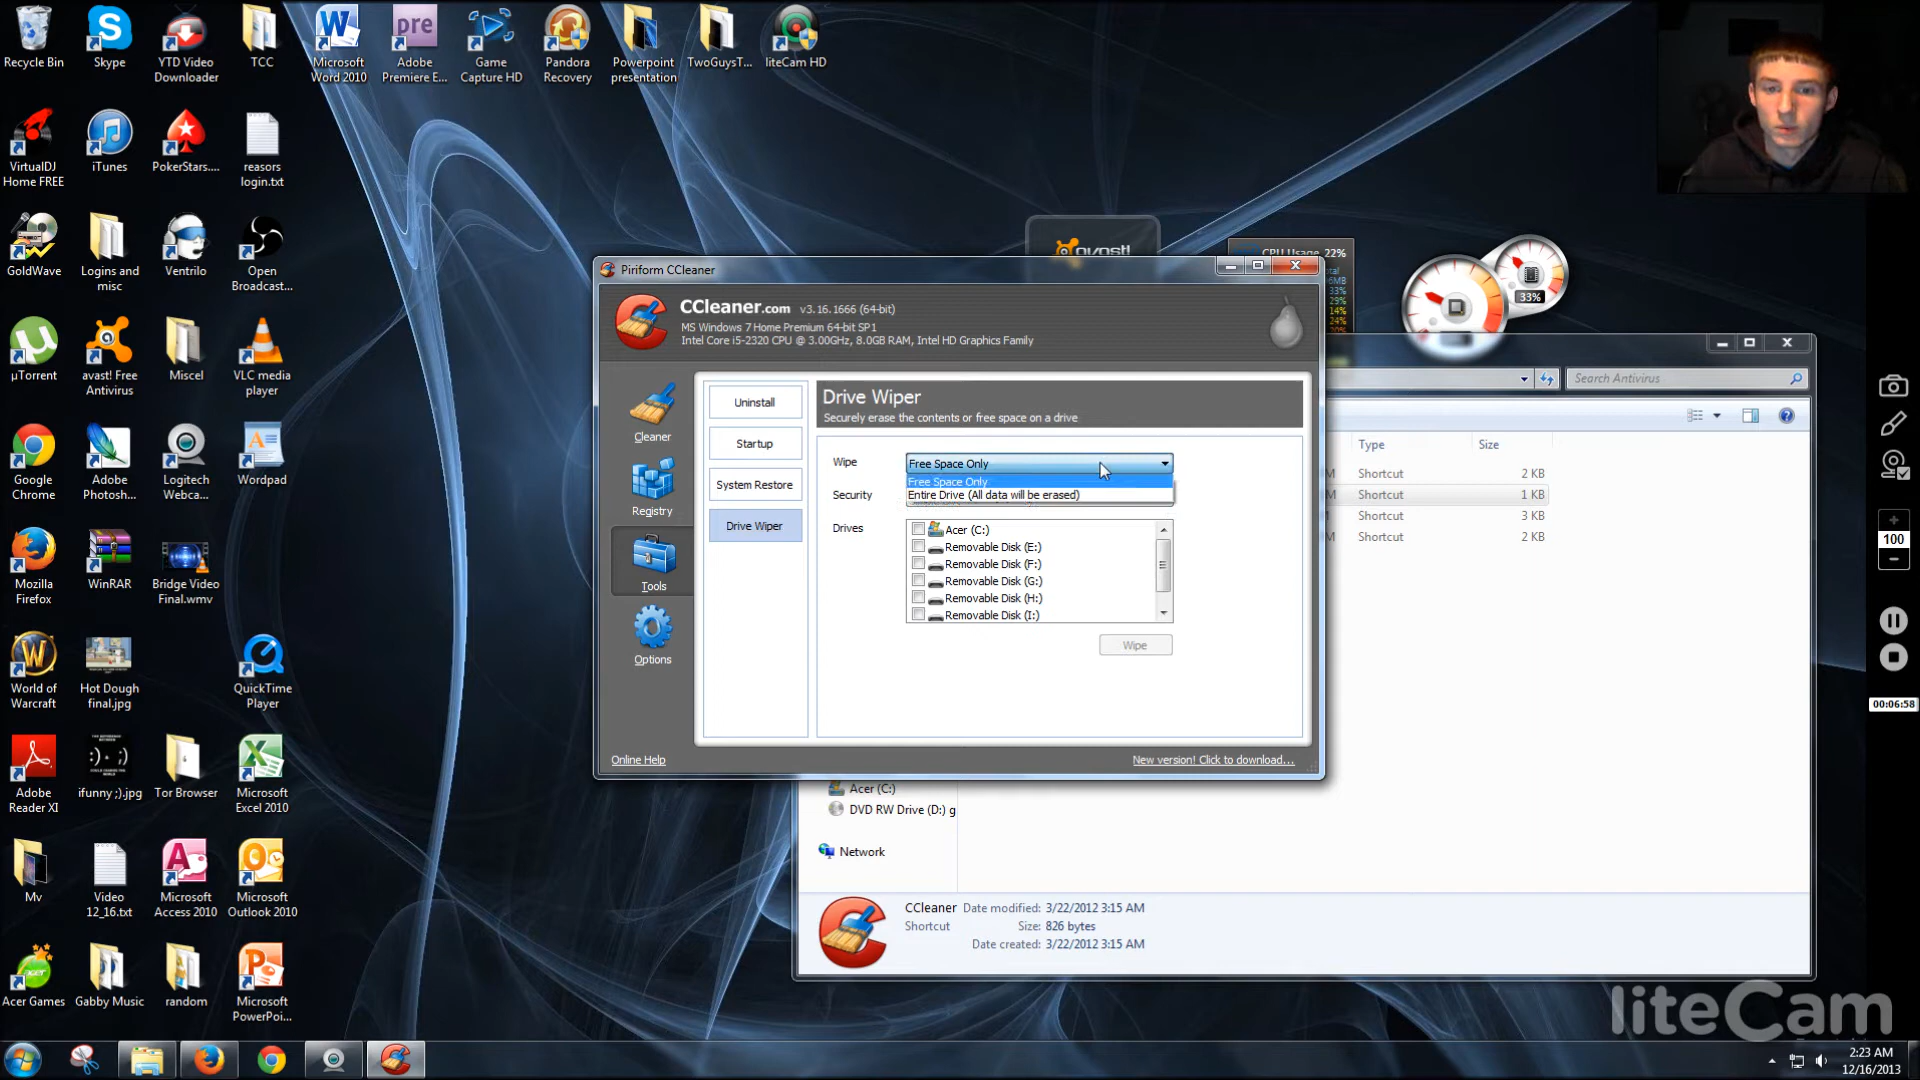 Recycle Bin
Skype
YTD Video
Downloader
TCC
Microsoft
Word 2010
pre
Adobe
Premiere E...
Game
Capture HD
Pandora
Recovery
Powerpoint
presentation
TwoGuysT...
liteCam HD
VirtualDJ
Home FREE
iTunes
PokerStars....
reasors
login.txt
GoldWave
Logins and
misc
Ventrilo
Open
Broadcast...
µTorrent
avast! Free
Antivirus
Miscel
VLC media
player
Google
Chrome
Adobe
Photosh...
Logitech
Webca...
Wordpad
Mozilla
Firefox
WinRAR
Bridge Video
Final.wmv
World of
Warcraft
Hot Dough
final.jpg
QuickTime
Player
Adobe
Reader XI
ifunny ;).jpg
Tor Browser
Microsoft
Excel 2010
Mv
Video
12_16.txt
Microsoft
Access 2010
Microsoft
Outlook 2010
Acer Games
Gabby Music
random
Microsoft
PowerPoi...
avast!
CPU Usage 22%
33%
29%
14%
24%
33%
Piriform CCleaner
CCleaner.com v3.16.1666 (64-bit)
MS Windows 7 Home Premium 64-bit SP1
Intel Core i5-2320 CPU @ 3.00GHz, 8.0GB RAM, Intel HD Graphics Family
Cleaner
Registry
Tools
Options
Uninstall
Startup
System Restore
Drive Wiper
Drive Wiper
Securely erase the contents or free space on a drive
Wipe
Free Space Only
Free Space Only
Entire Drive (All data will be erased)
Security
Drives
Acer (C:)
Removable Disk (E:)
Removable Disk (F:)
Removable Disk (G:)
Removable Disk (H:)
Removable Disk (I:)
Wipe
Online Help
New version! Click to download...
Search Antivirus
Type
Size
Shortcut 2 KB
Shortcut 1 KB
Shortcut 3 KB
Shortcut 2 KB
Acer (C:)
DVD RW Drive (D:) g
Network
CCleaner Date modified: 3/22/2012 3:15 AM
Shortcut Size: 826 bytes
Date created: 3/22/2012 3:15 AM
100
00:06:58
liteCam
2:23 AM
12/16/2013